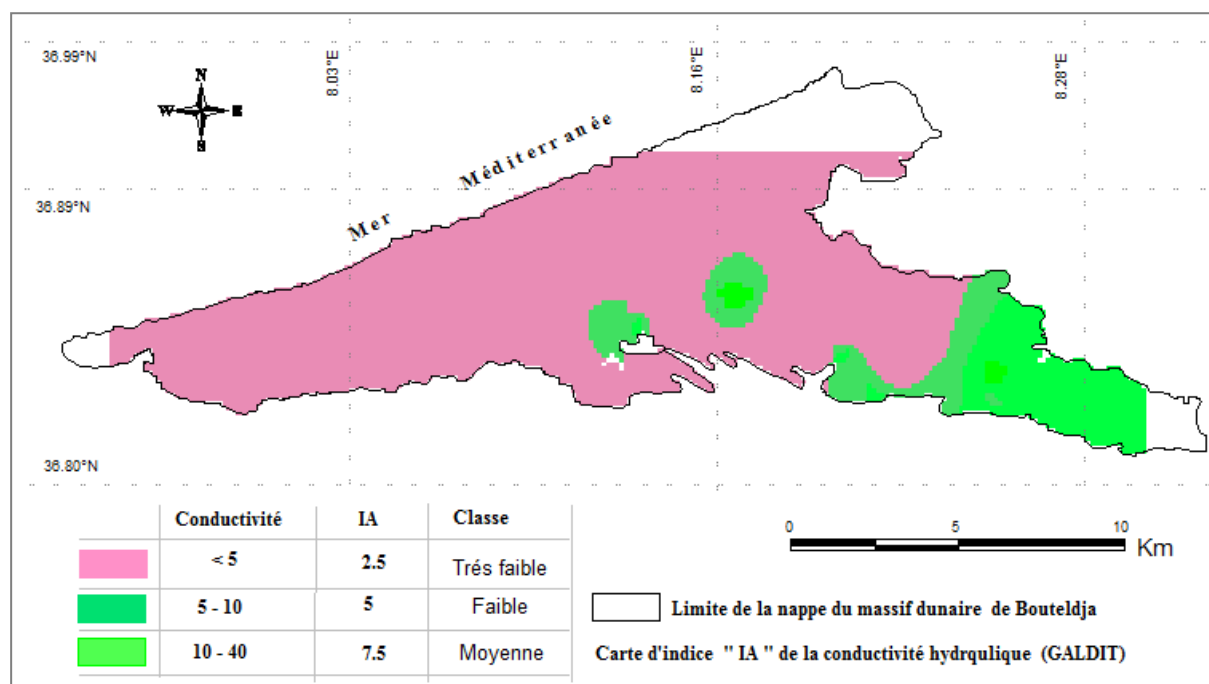 36.99°N
8.03°E
8.16°E
8.28°E
N
W E
S
Mer Méditerranée
36.89°N
36.80°N
Conductivité IA Classe
< 5 2.5 Trés faible
5 - 10 5 Faible
10 - 40 7.5 Moyenne
0 5 10
Km
Limite de la nappe du massif dunaire de Bouteldja
Carte d'indice " IA " de la conductivité hydrqulique (GALDIT)